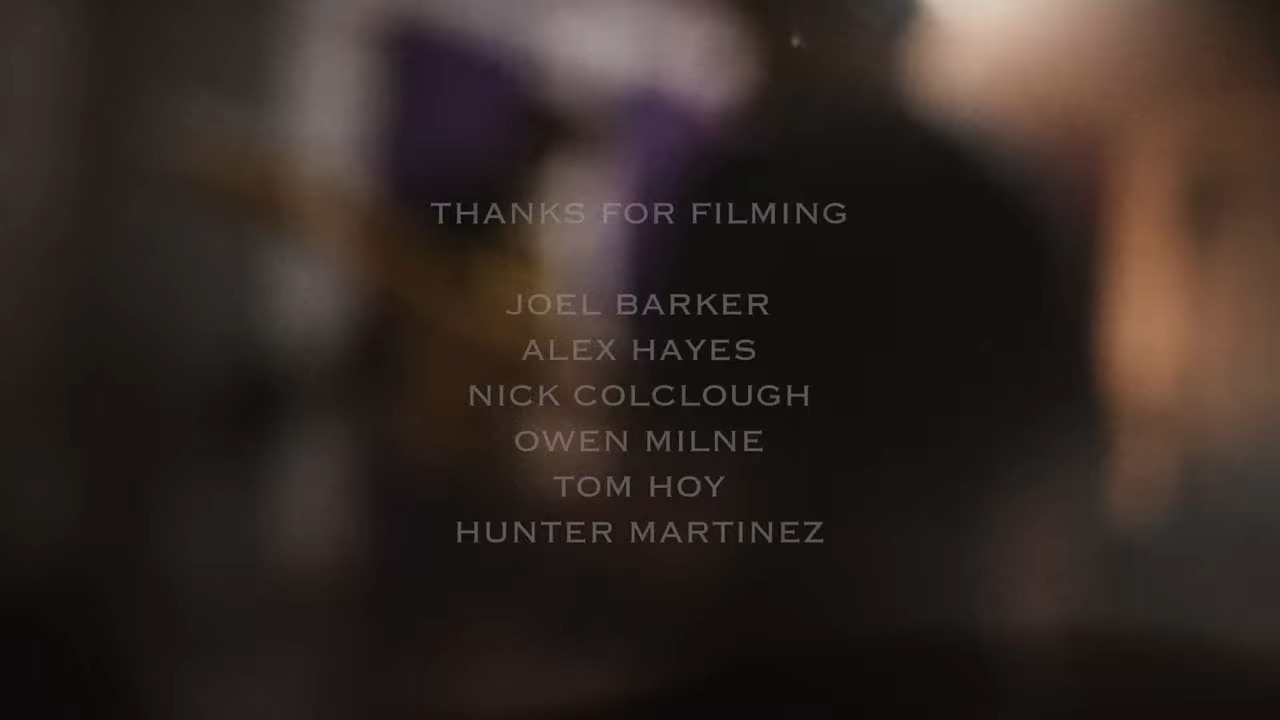 THANKS FOR FILMING
JOEL BARKER
ALEX HAYES
NICK COLCLOUGH
OWEN MILNE
TOM HOY
HUNTER MARTINEZ